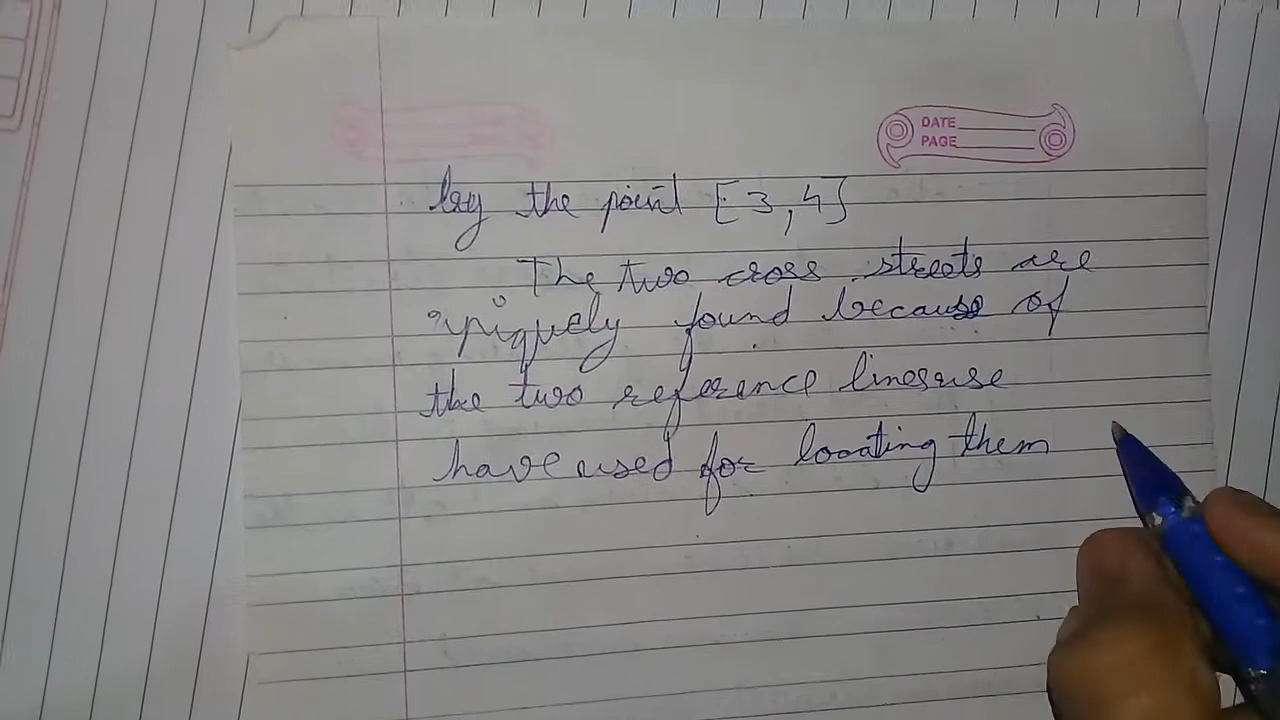 DATE
PAGE
by the point [3,4]
The two cross streets are
uniquely found because of
the two reference lines we
have used for locating them